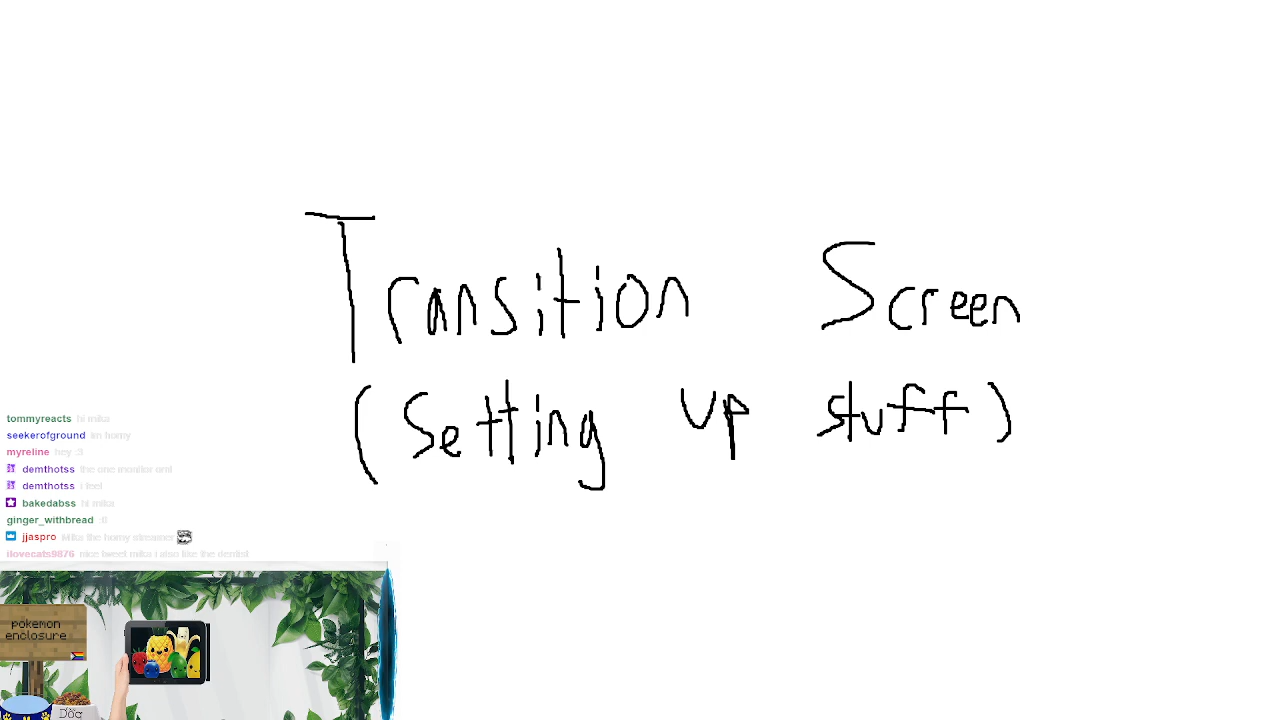 Transition Screen
(Setting up stuff)
tommyreacts hi mika
seekerofground im horny
myreline hey :3
demthotss the one monitor omi
demthotss i feel
bakedabss hi mika
ginger_withbread :0
jjaspro Mika the horny streamer
ilovecats9876 nice tweet mika i also like the dentist
pokemon
enclosure
DOG